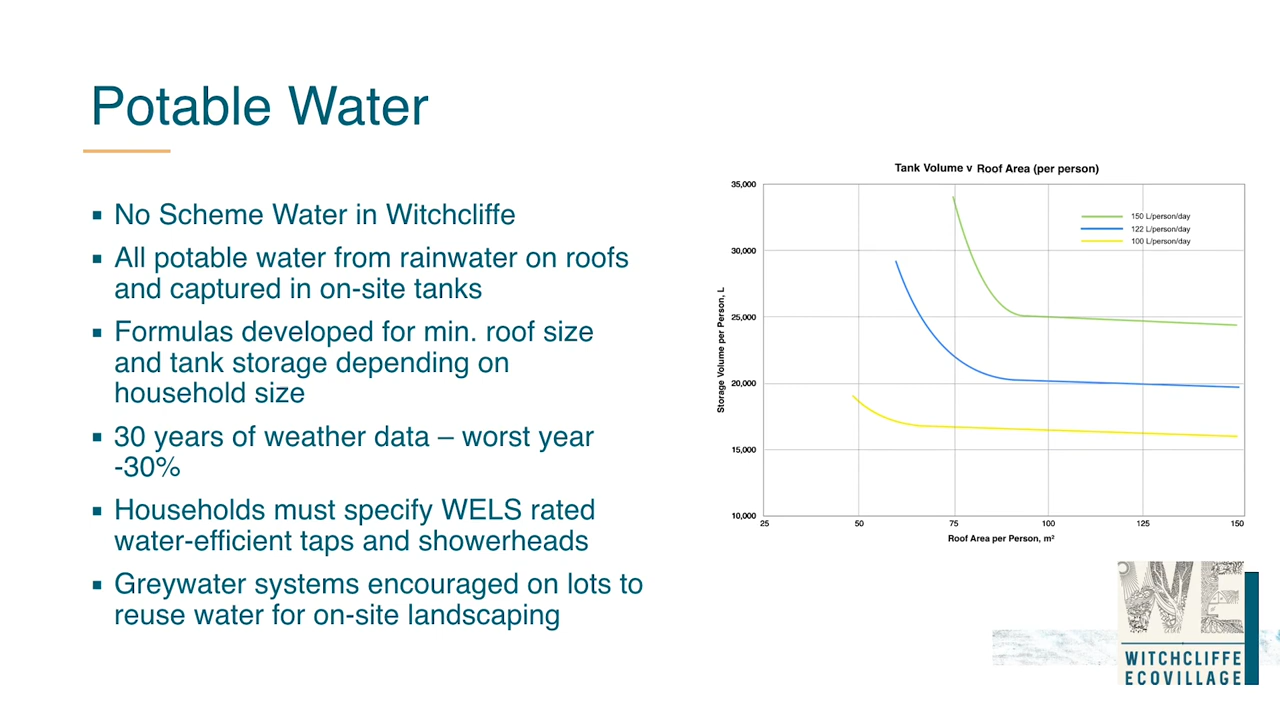 Potable Water
▪ No Scheme Water in Witchcliffe
▪ All potable water from rainwater on roofs
and captured in on-site tanks
▪ Formulas developed for min. roof size
and tank storage depending on
household size
▪ 30 years of weather data – worst year
-30%
▪ Households must specify WELS rated
water-efficient taps and showerheads
▪ Greywater systems encouraged on lots to
reuse water for on-site landscaping
Tank Volume v Roof Area (per person)
35,000
30,000
25,000
20,000
15,000
10,000
Storage Volume per Person, L
150 L/person/day
122 L/person/day
100 L/person/day
25 50 75 100 125 150
Roof Area per Person, m²
WE
WITCHCLIFFE
ECOVILLAGE